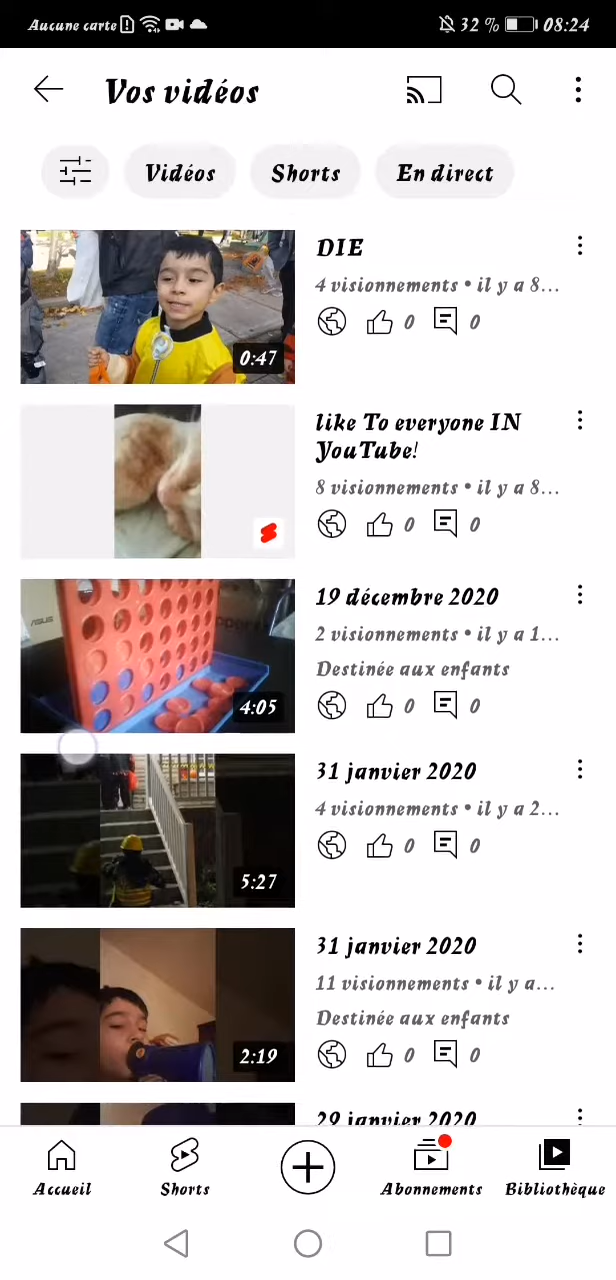 Aucune carte 32 % 08:24
Vos vidéos
Vidéos Shorts En direct
DIE
4 visionnements • il y a 8...
0 0
0:47
like To everyone IN
YouTube!
8 visionnements • il y a 8...
0 0
19 décembre 2020
2 visionnements • il y a 1...
Destinée aux enfants
0 0
ASUS
4:05
31 janvier 2020
4 visionnements • il y a 2...
0 0
5:27
31 janvier 2020
11 visionnements • il y a...
Destinée aux enfants
0 0
2:19
29 janvier 2020
Accueil Shorts Abonnements Bibliothèque